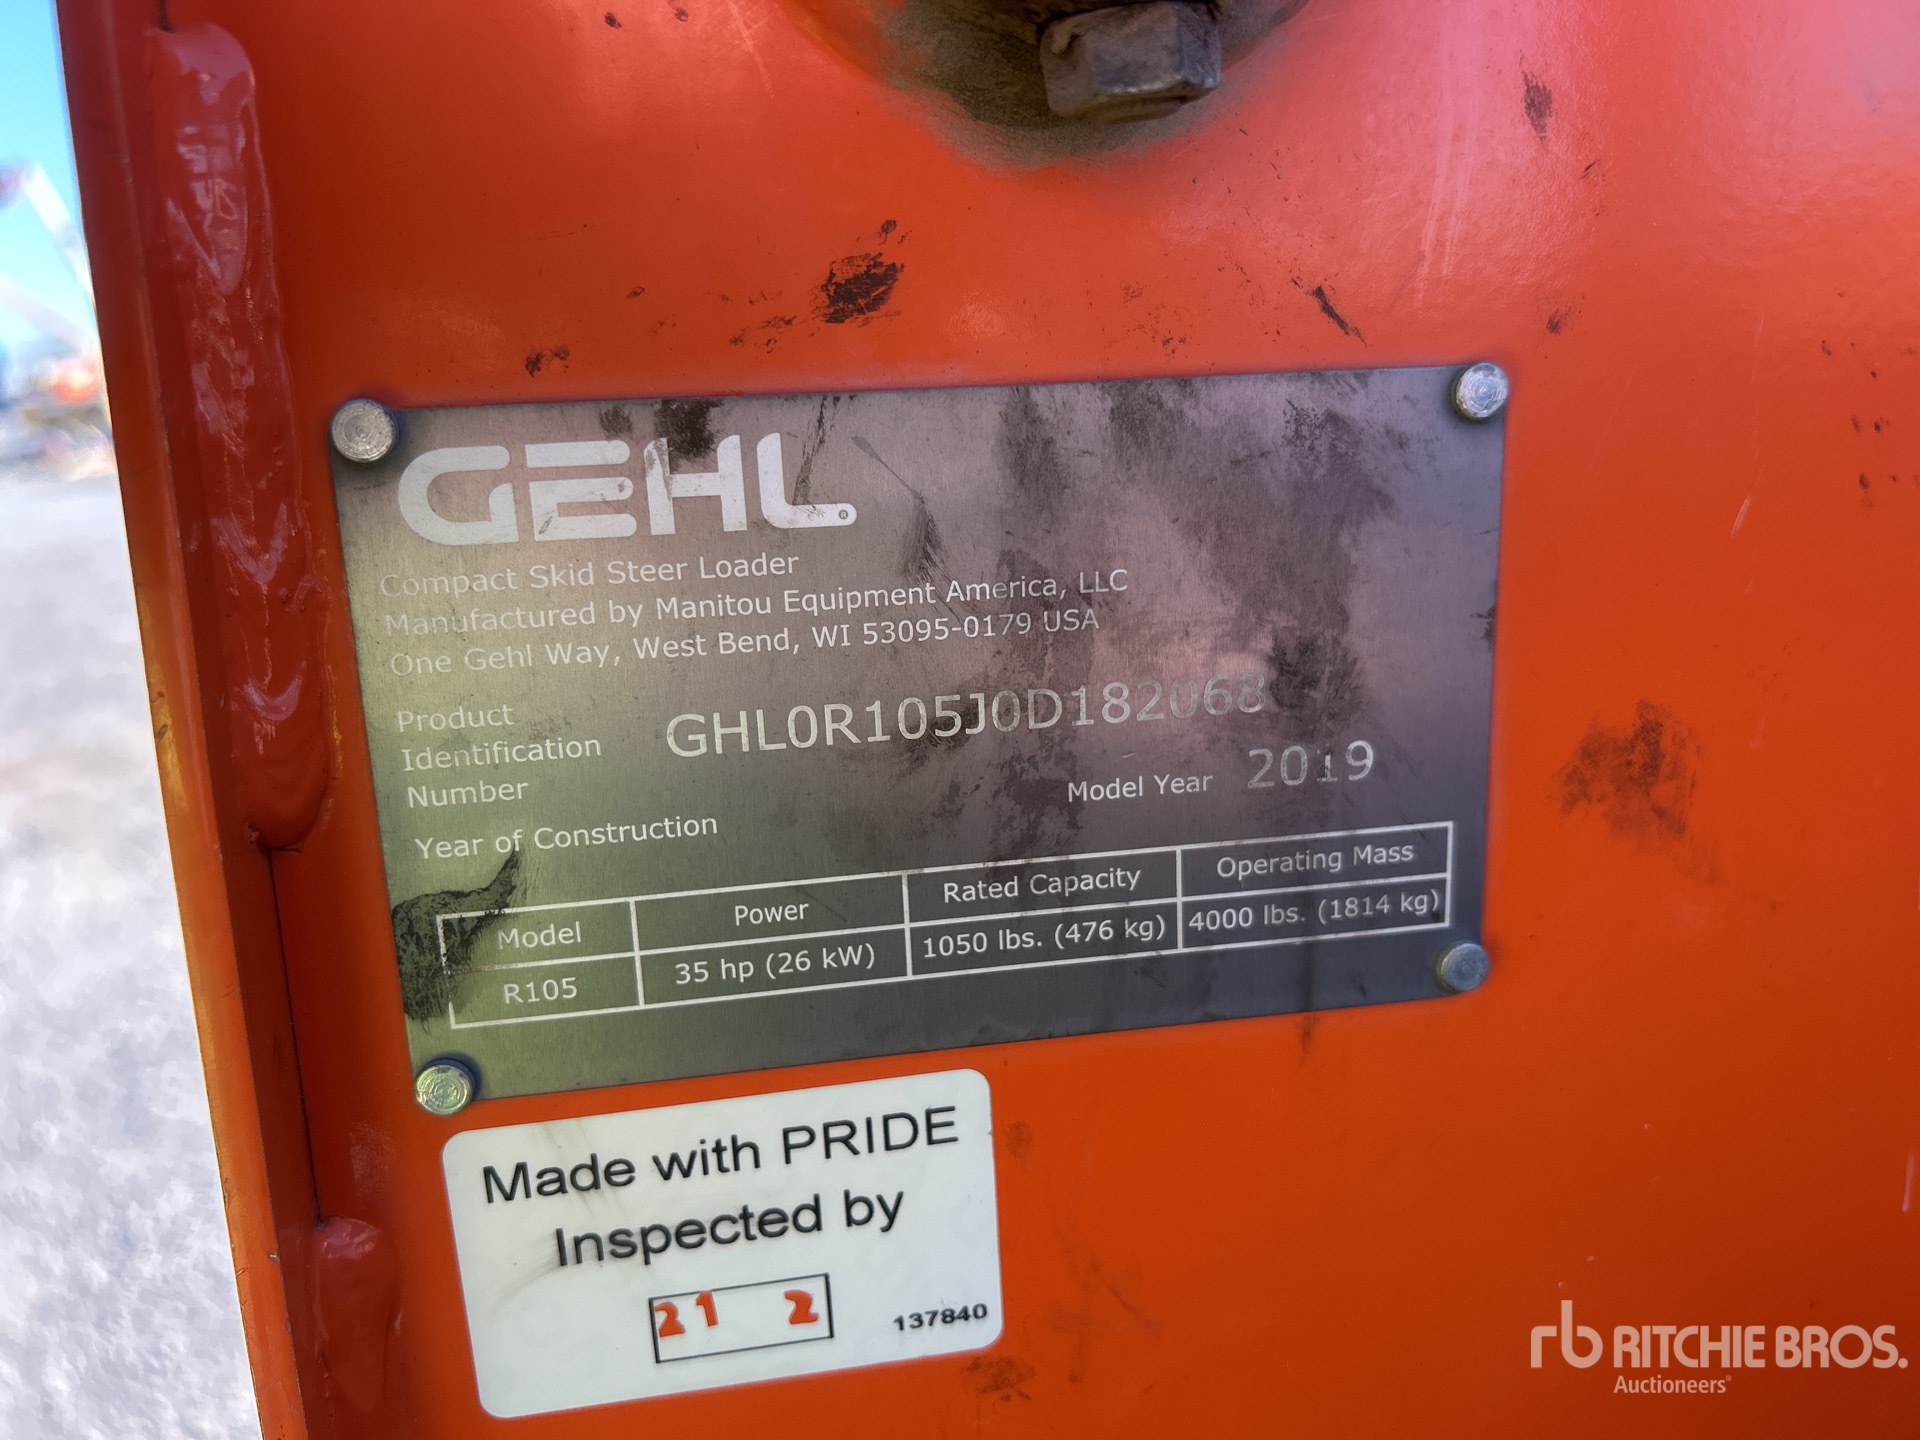 GEHL®
Compact Skid Steer Loader
Manufactured by Manitou Equipment America, LLC
One Gehl Way, West Bend, WI 53095-0179 USA
Product
Identification
Number
GHL0R105J0D182068
Model Year 2019
Year of Construction
Model Power Rated Capacity Operating Mass
R105 35 hp (26 kW) 1050 lbs. (476 kg) 4000 lbs. (1814 kg)
Made with PRIDE
Inspected by
21 2
137840
rb RITCHIE BROS.
Auctioneers®